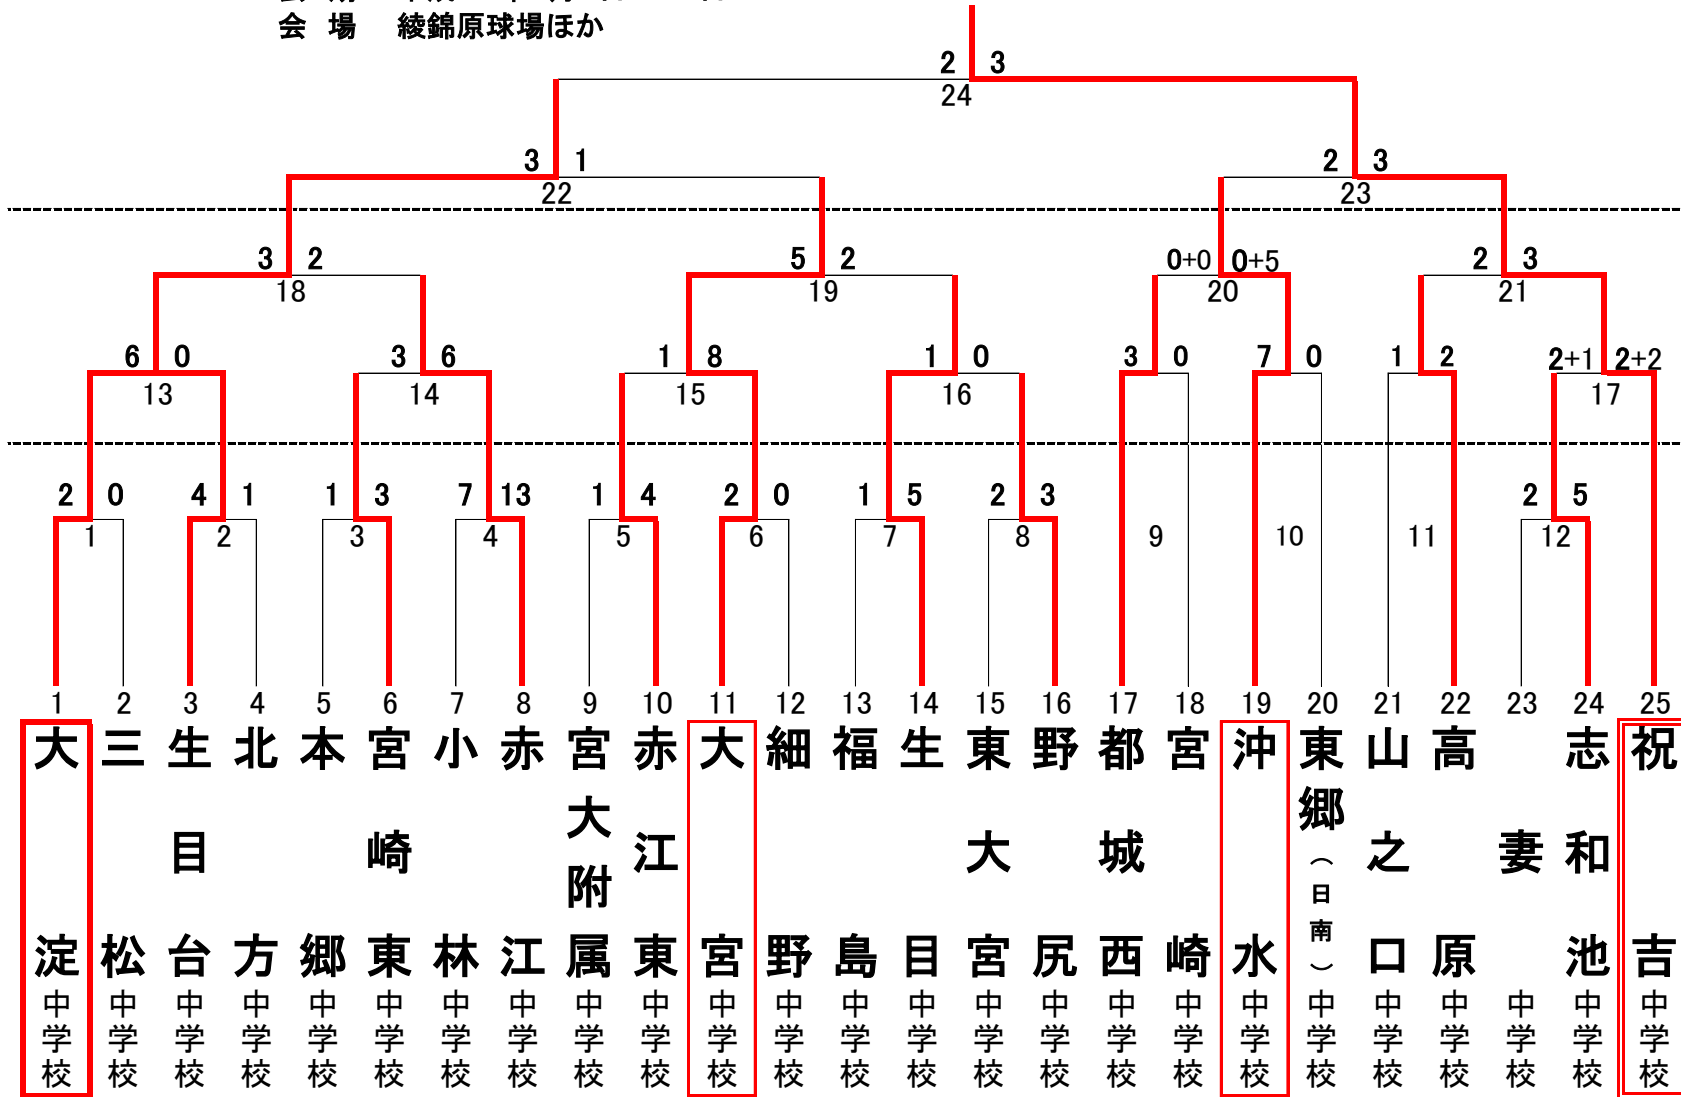 会 場 綾錦原球場ほか
2 3
24
3 1
22
2 3
23
3 2
18
5 2
19
0+0 0+5
20
2 3
21
6 0
13
3 6
14
1 8
15
1 0
16
3 0
7 0
1 2
2+1 2+2
17
2 0
1
4 1
2
1 3
3
7 13
4
1 4
5
2 0
6
1 5
7
2 3
8
9
10
11
2 5
12
1 大淀中学校
2 三松中学校
3 生目台中学校
4 北方中学校
5 本郷中学校
6 宮崎東中学校
7 小林中学校
8 赤江中学校
9 宮大附属中学校
10 赤江東中学校
11 大宮中学校
12 細野中学校
13 福島中学校
14 生目中学校
15 東大宮中学校
16 野尻中学校
17 都城西中学校
18 宮崎中学校
19 沖水中学校
20 東郷(日南)中学校
21 山之口中学校
22 高原中学校
23 妻中学校
24 志和池中学校
25 祝吉中学校